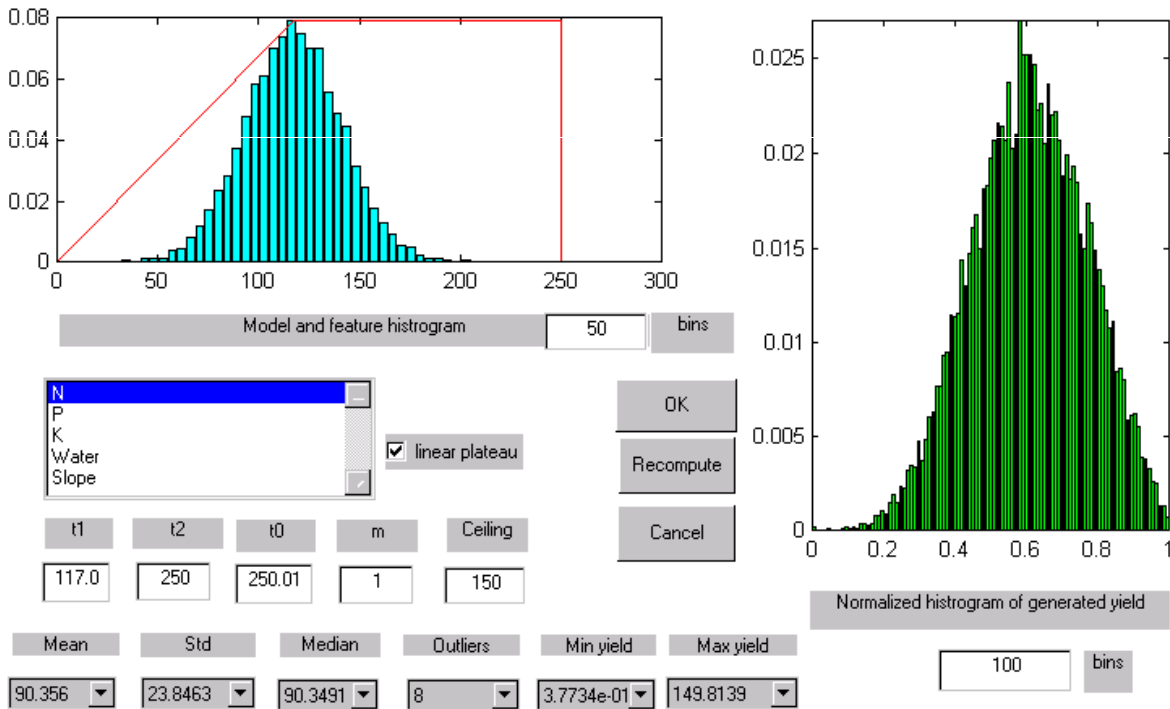 0.08
0.06
0.04
0.02
0
0 50 100 150 200 250 300
Model and feature histrogram 50 bins
N
P
K
Water
Slope
linear plateau
OK
Recompute
Cancel
t1 t2 t0 m Ceiling
117.0 250 250.01 1 150
Mean Std Median Outliers Min yield Max yield
90.356 23.8463 90.3491 8 3.7734e-01 149.8139
0.025
0.02
0.015
0.01
0.005
0
0 0.2 0.4 0.6 0.8 1
Normalized histrogram of generated yield
100 bins